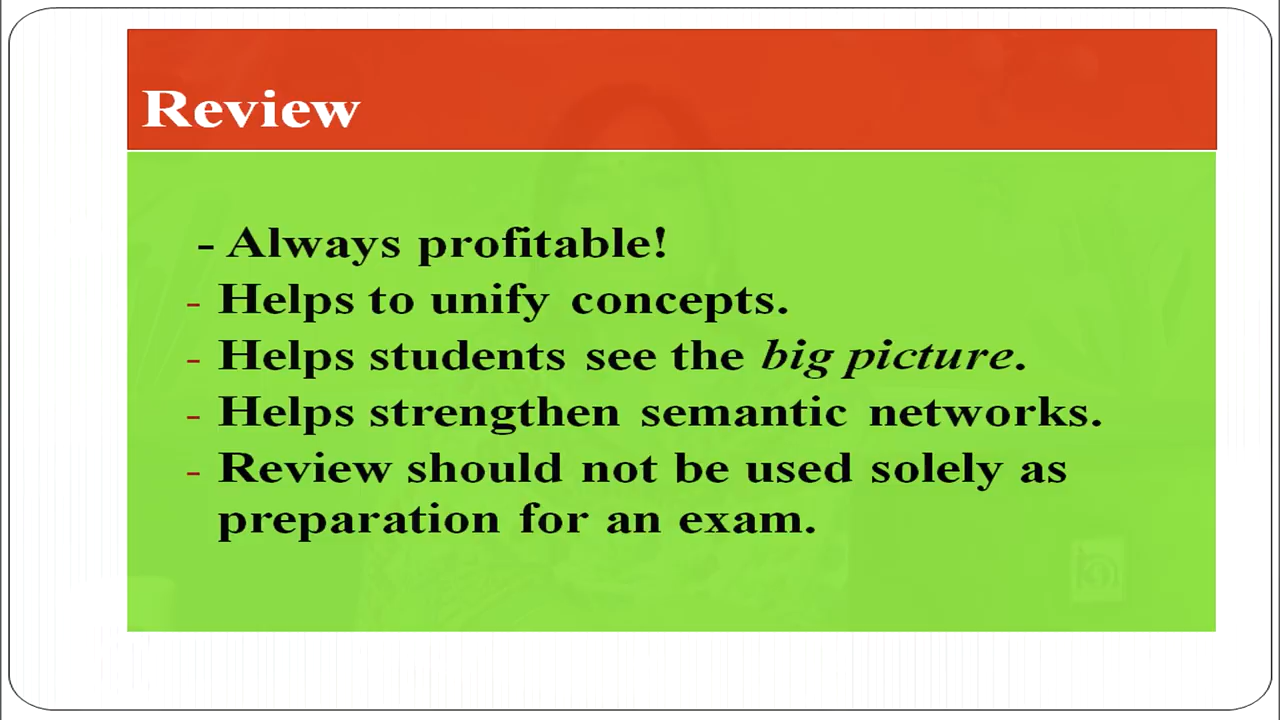 Review
- Always profitable!
- Helps to unify concepts.
- Helps students see the big picture.
- Helps strengthen semantic networks.
- Review should not be used solely as
preparation for an exam.